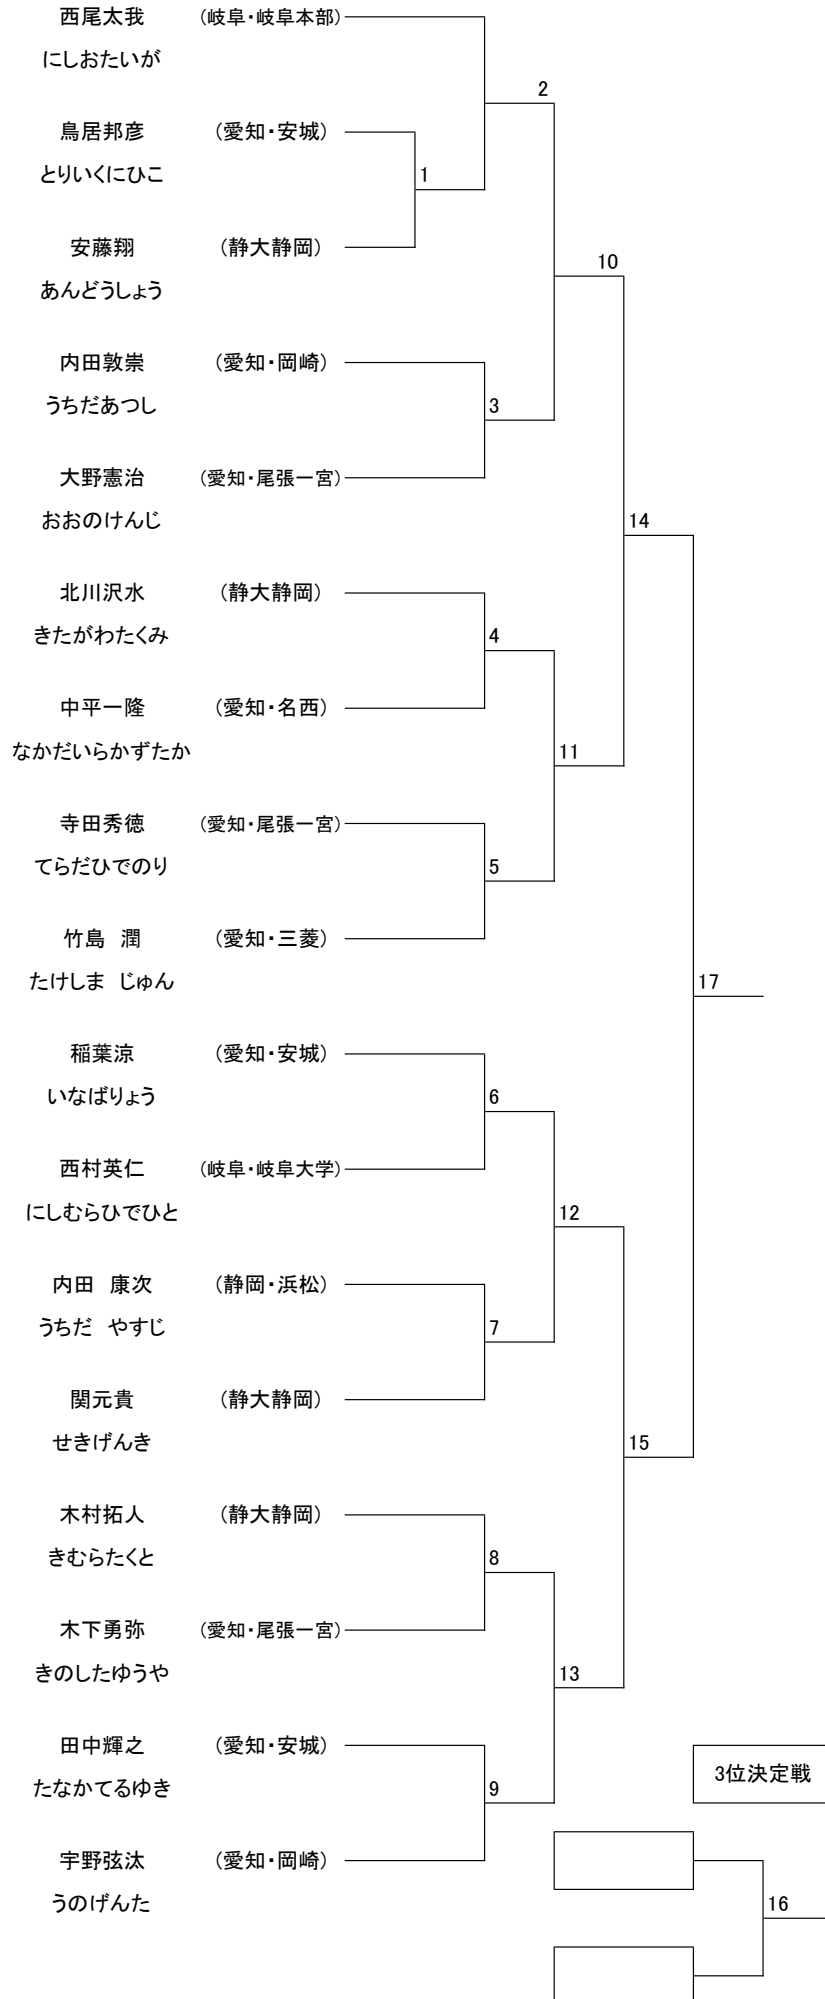 西尾太我 (岐阜・岐阜本部)
にしおたいが
2
鳥居邦彦 (愛知・安城)
とりいくにひこ
1
安藤翔 (静大静岡)
あんどうしょう
10
内田敦崇 (愛知・岡崎)
うちだあつし
3
大野憲治 (愛知・尾張一宮)
おおのけんじ
14
北川沢水 (静大静岡)
きたがわたくみ
4
中平一隆 (愛知・名西)
なかだいらかずたか
11
寺田秀徳 (愛知・尾張一宮)
てらだひでのり
5
竹島 潤 (愛知・三菱)
たけしま じゅん
17
稲葉涼 (愛知・安城)
いなばりょう
6
西村英仁 (岐阜・岐阜大学)
にしむらひでひと
12
内田 康次 (静岡・浜松)
うちだ やすじ
7
関元貴 (静大静岡)
せきげんき
15
木村拓人 (静大静岡)
きむらたくと
8
木下勇弥 (愛知・尾張一宮)
きのしたゆうや
13
田中輝之 (愛知・安城)
たなかてるゆき
9
3位決定戦
宇野弦汰 (愛知・岡崎)
うのげんた
16